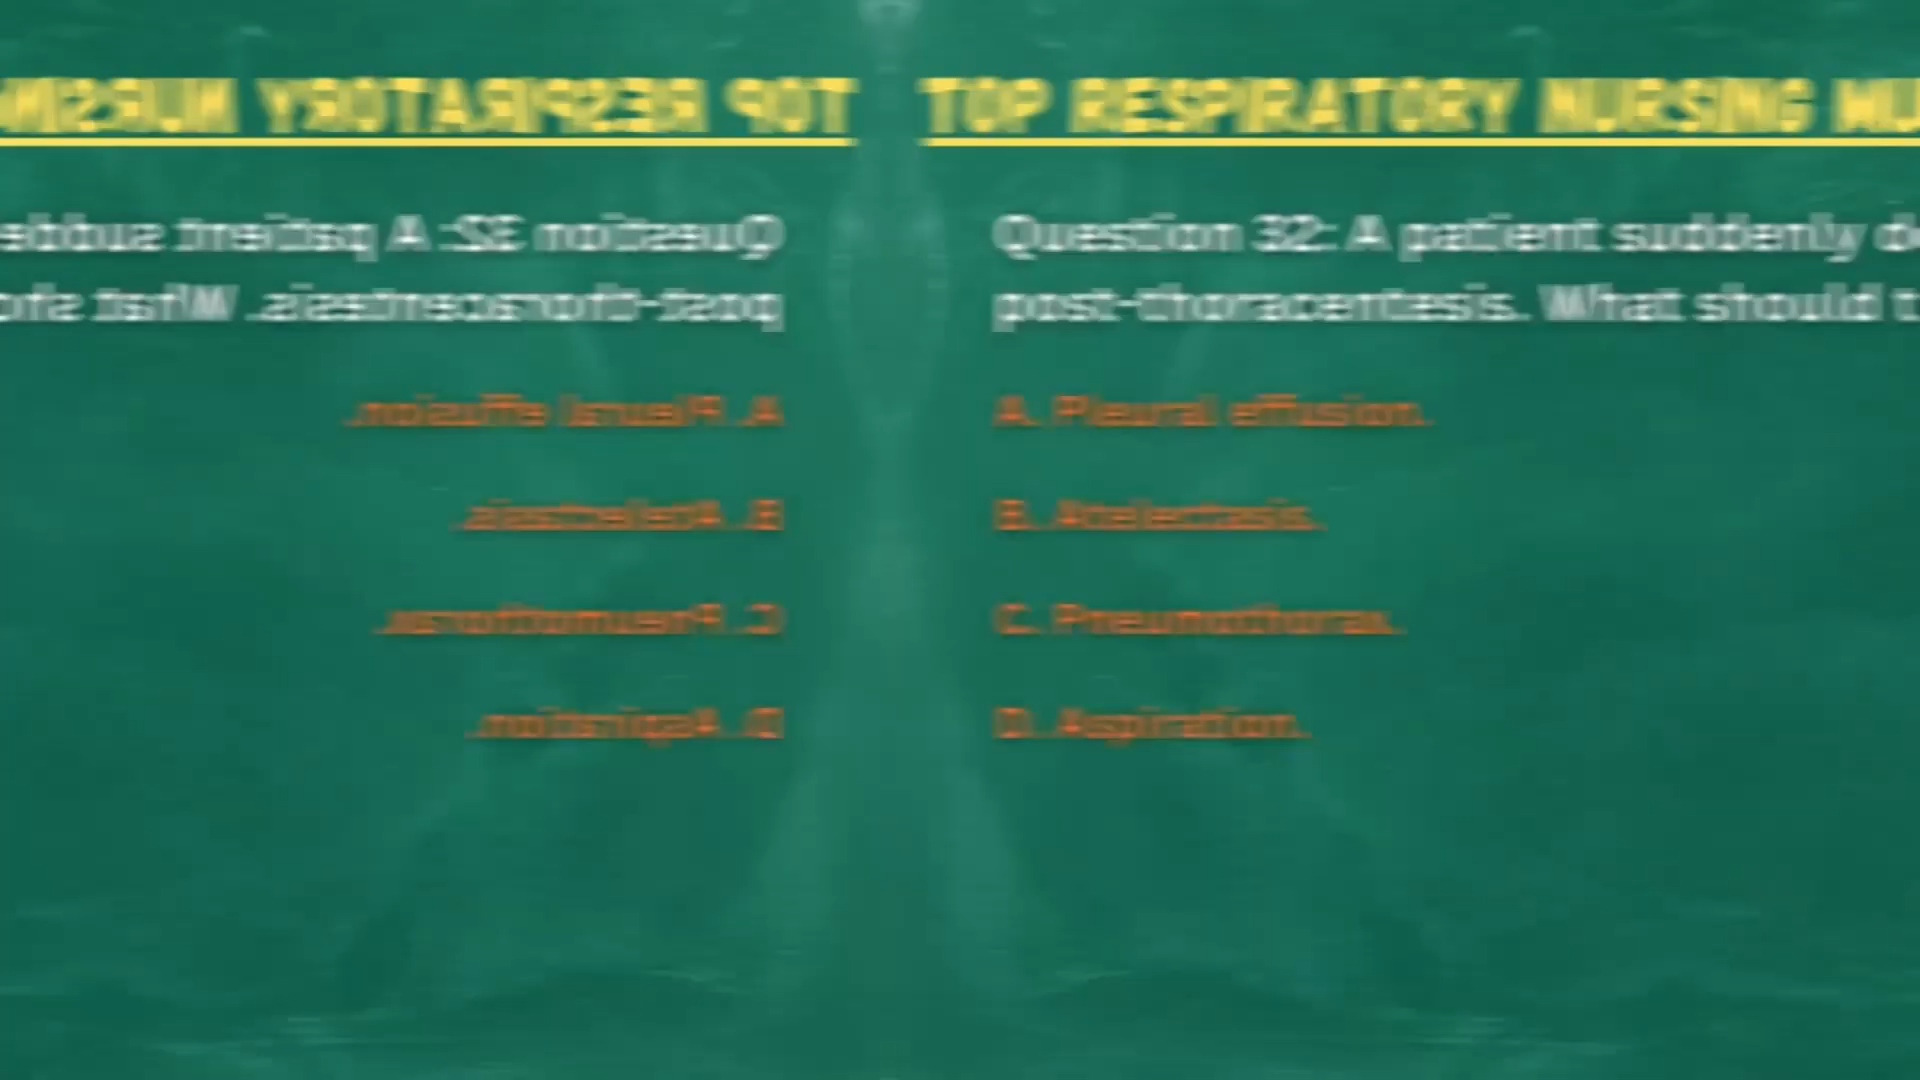 TOP RESPIRATORY NURSING
Question 32: A patient suddenly
post-thoracentesis. What should
A. Pleural effusion.
B. Atelectasis.
C. Pneumothorax.
D. Aspiration.